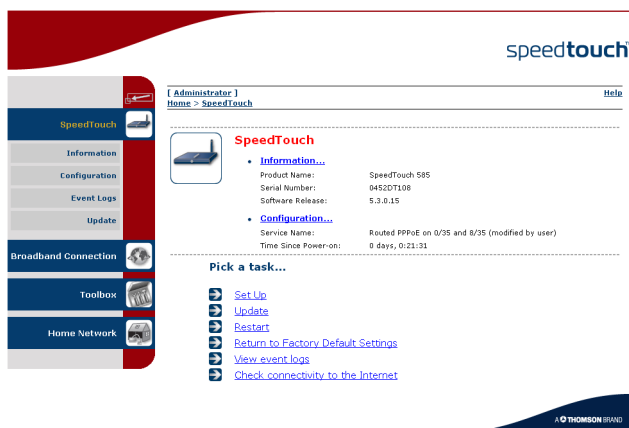 speedtouch™
[ Administrator ]
Help
Home > SpeedTouch
SpeedTouch
Information
Configuration
Event Logs
Update
Broadband Connection
Toolbox
Home Network
SpeedTouch
Information...
Product Name: SpeedTouch 585
Serial Number: 0452DT108
Software Release: 5.3.0.15
Configuration...
Service Name: Routed PPPoE on 0/35 and 8/35 (modified by user)
Time Since Power-on: 0 days, 0:21:31
Pick a task...
Set Up
Update
Restart
Return to Factory Default Settings
View event logs
Check connectivity to the Internet
A THOMSON BRAND